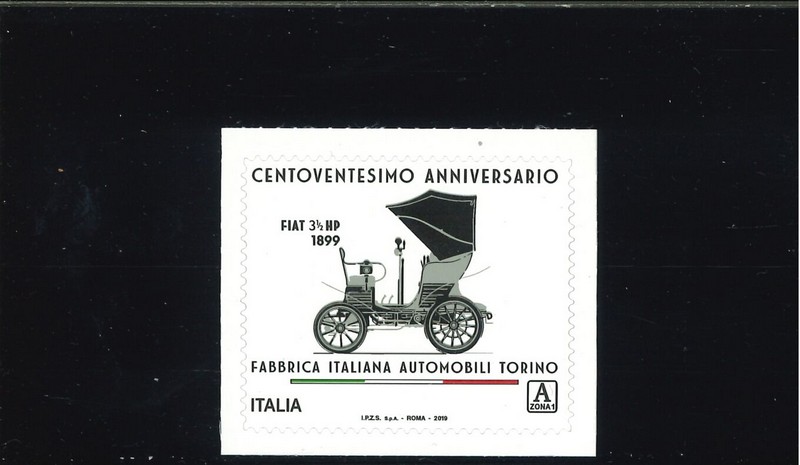 CENTOVENTESIMO ANNIVERSARIO
FIAT 3½ HP
1899
FABBRICA ITALIANA AUTOMOBILI TORINO
A
ZONA 1
ITALIA
I.P.Z.S. S.p.A. - ROMA - 2019